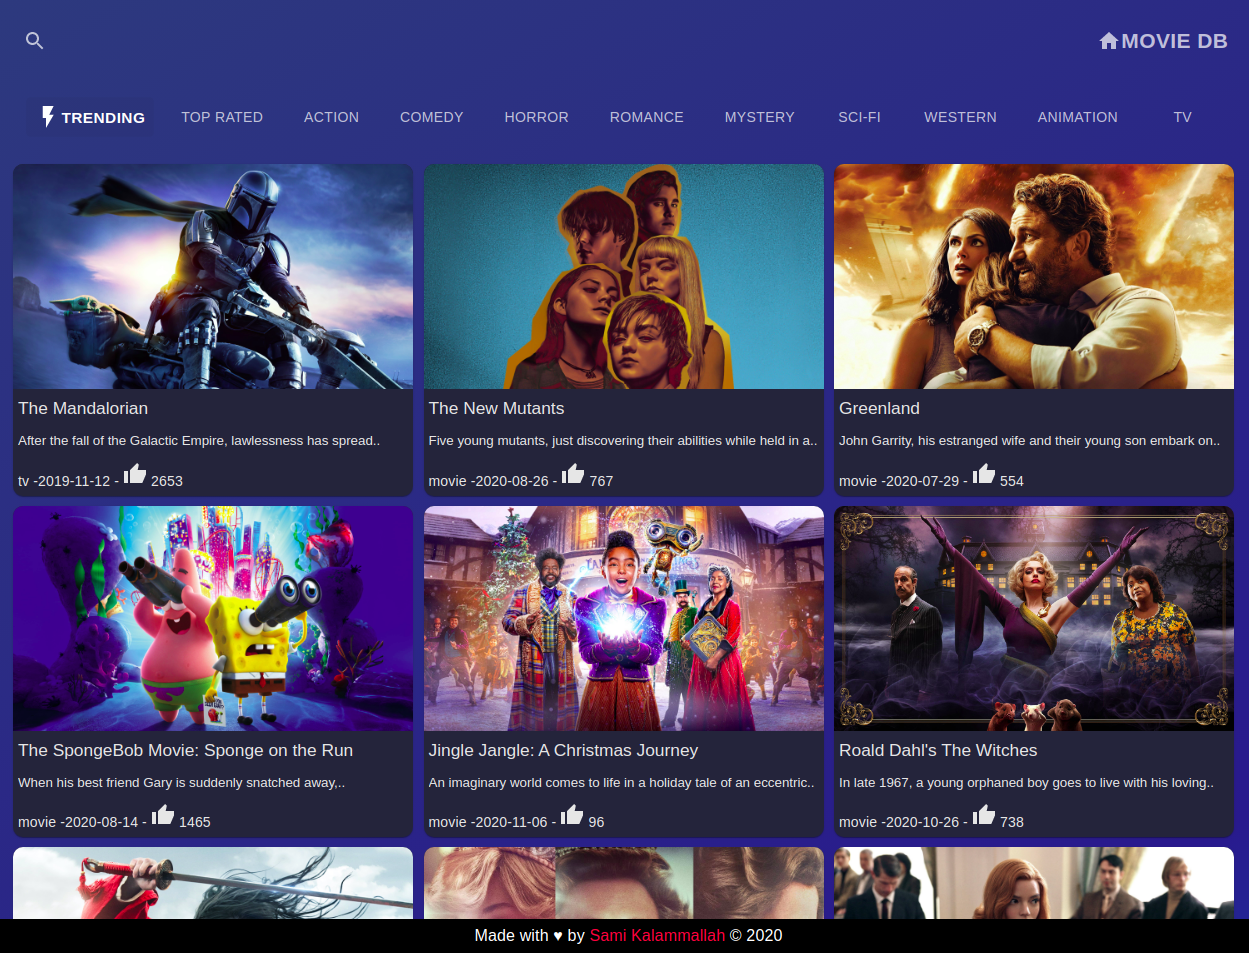 MOVIE DB
TRENDING TOP RATED ACTION COMEDY HORROR ROMANCE MYSTERY SCI-FI WESTERN ANIMATION TV
The Mandalorian
After the fall of the Galactic Empire, lawlessness has spread..
tv -2019-11-12 - 2653
The New Mutants
Five young mutants, just discovering their abilities while held in a..
movie -2020-08-26 - 767
Greenland
John Garrity, his estranged wife and their young son embark on..
movie -2020-07-29 - 554
The SpongeBob Movie: Sponge on the Run
When his best friend Gary is suddenly snatched away,..
movie -2020-08-14 - 1465
Jingle Jangle: A Christmas Journey
An imaginary world comes to life in a holiday tale of an eccentric..
movie -2020-11-06 - 96
Roald Dahl's The Witches
In late 1967, a young orphaned boy goes to live with his loving..
movie -2020-10-26 - 738
Made with ♥ by Sami Kalammallah © 2020